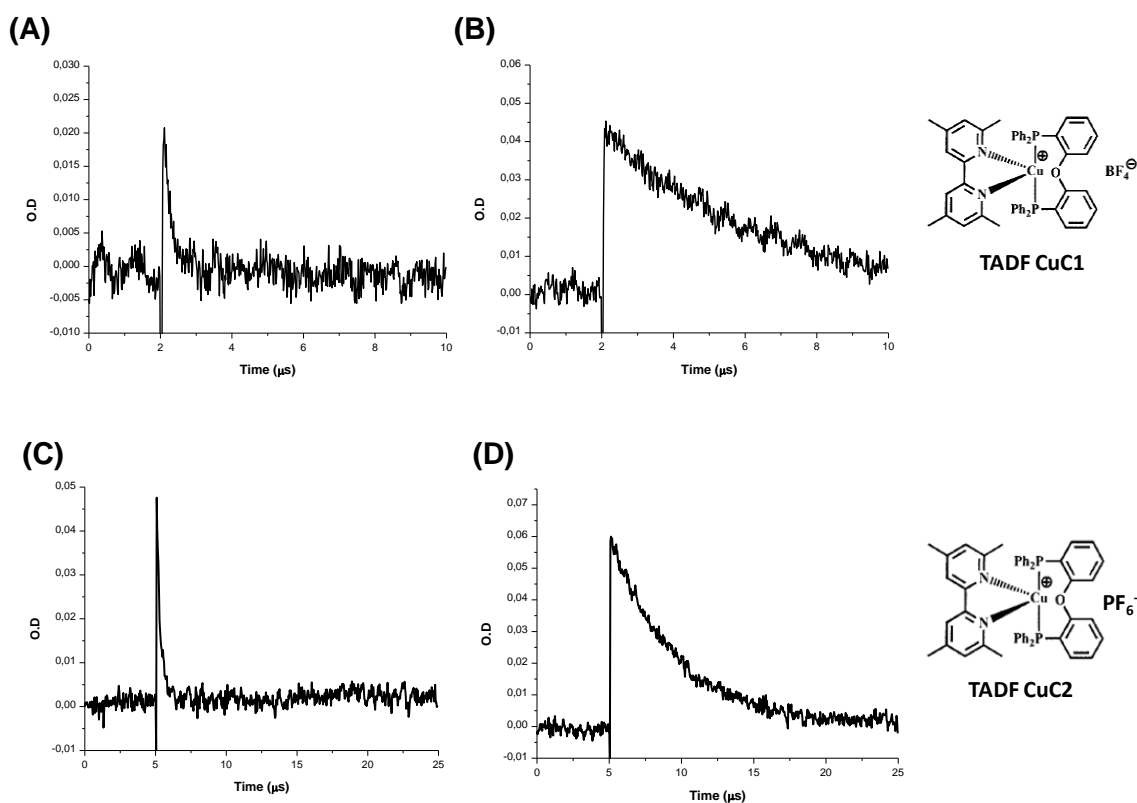 (A)
0,030
0,025
0,020
0,015
0,010
0,005
0,000
-0,005
-0,010
O.D
0
2
4
6
8
10
Time (μs)
(B)
0,06
0,05
0,04
0,03
0,02
0,01
0,00
-0,01
O.D
0
2
4
6
8
10
Time (μs)
Ph₂P
N
⊕
Cu
O
BF₄⊖
N
Ph₂P
TADF CuC1
(C)
0,05
0,04
0,03
0,02
0,01
0,00
-0,01
O.D
0
5
10
15
20
25
Time (μs)
(D)
0,07
0,06
0,05
0,04
0,03
0,02
0,01
0,00
-0,01
O.D
0
5
10
15
20
25
Time (μs)
Ph₂P
N
⊕
Cu
O
PF₆⁻
N
Ph₂P
TADF CuC2